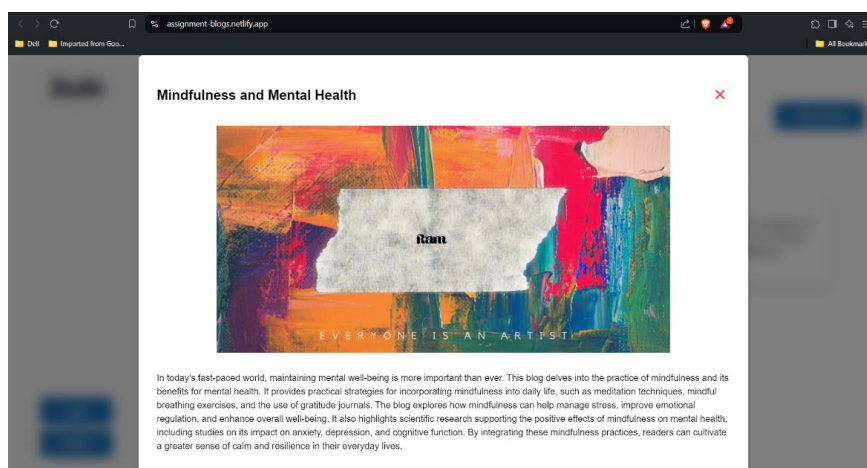 assignment-blogs.netlify.app
Dell
Imported from Goo...
All Bookmark
Mindfulness and Mental Health
Ram
EVERYONE IS AN ARTIST
In today's fast-paced world, maintaining mental well-being is more important than ever. This blog delves into the practice of mindfulness and its
benefits for mental health. It provides practical strategies for incorporating mindfulness into daily life, such as meditation techniques, mindful
breathing exercises, and the use of gratitude journals. The blog explores how mindfulness can help manage stress, improve emotional
regulation, and enhance overall well-being. It also highlights scientific research supporting the positive effects of mindfulness on mental health,
including studies on its impact on anxiety, depression, and cognitive function. By integrating these mindfulness practices, readers can cultivate
a greater sense of calm and resilience in their everyday lives.